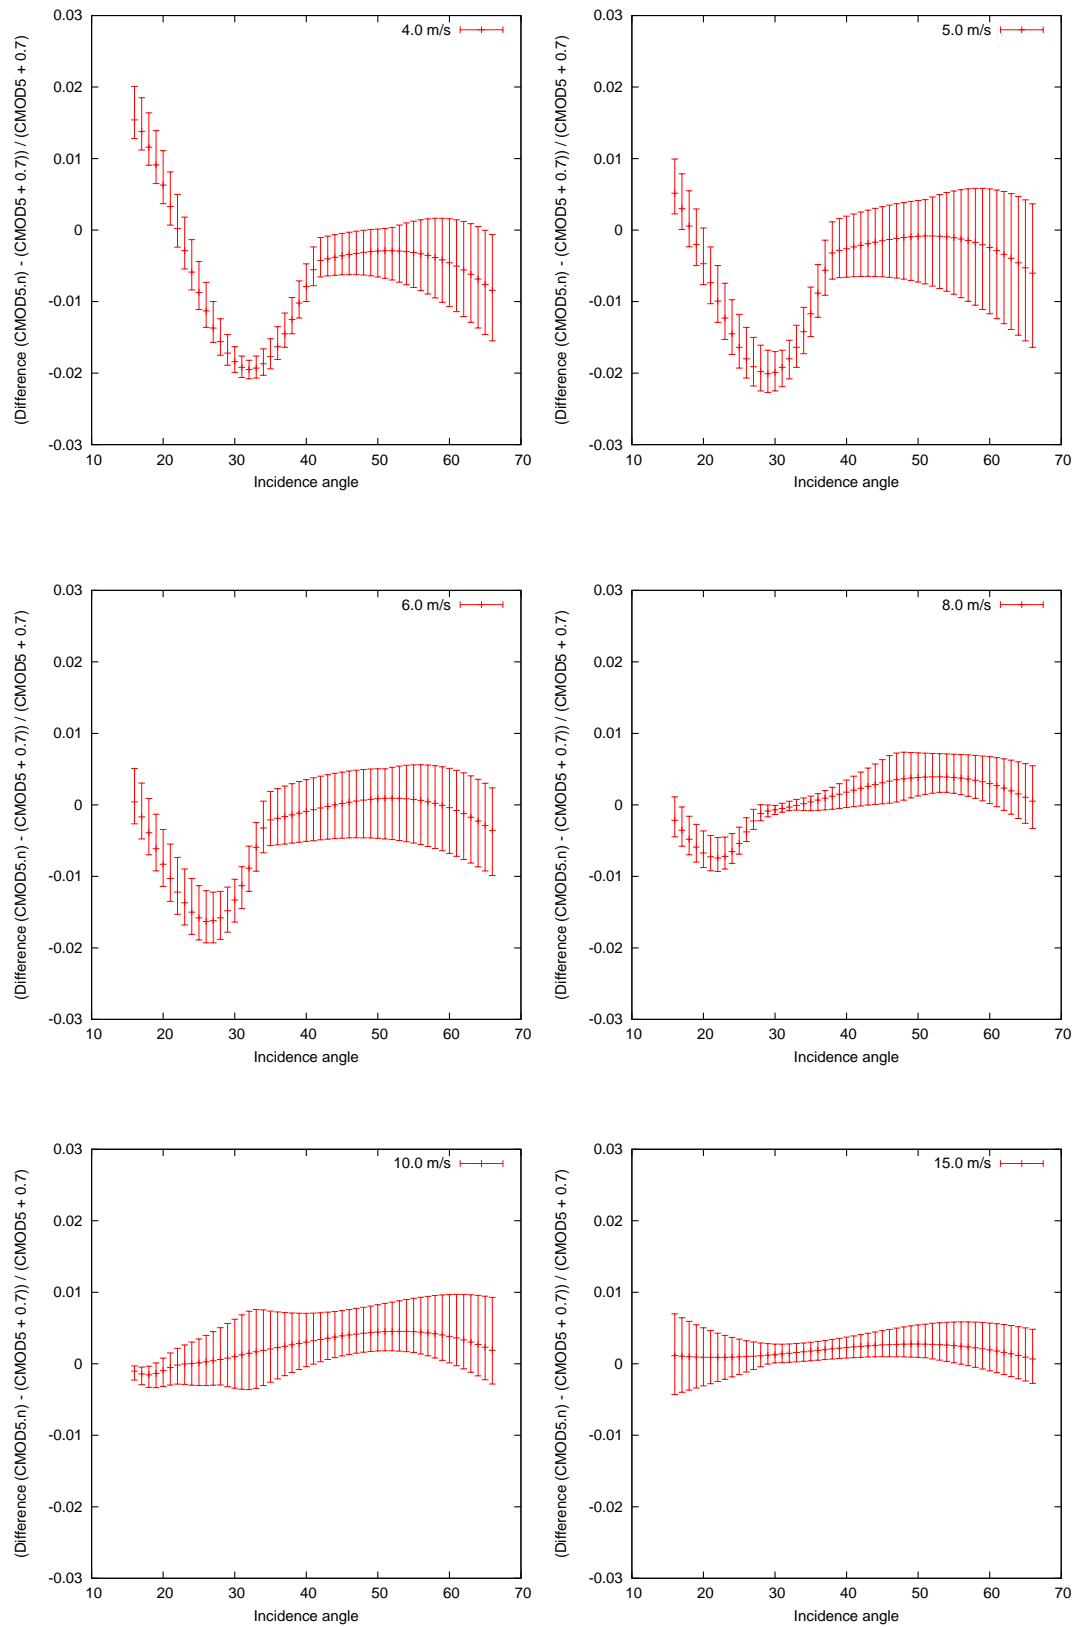 (Difference (CMOD5.n) - (CMOD5 + 0.7)) / (CMOD5 + 0.7)
0.03
0.02
0.01
0
-0.01
-0.02
-0.03
10 20 30 40 50 60 70
Incidence angle
4.0 m/s
(Difference (CMOD5.n) - (CMOD5 + 0.7)) / (CMOD5 + 0.7)
0.03
0.02
0.01
0
-0.01
-0.02
-0.03
10 20 30 40 50 60 70
Incidence angle
5.0 m/s
(Difference (CMOD5.n) - (CMOD5 + 0.7)) / (CMOD5 + 0.7)
0.03
0.02
0.01
0
-0.01
-0.02
-0.03
10 20 30 40 50 60 70
Incidence angle
6.0 m/s
(Difference (CMOD5.n) - (CMOD5 + 0.7)) / (CMOD5 + 0.7)
0.03
0.02
0.01
0
-0.01
-0.02
-0.03
10 20 30 40 50 60 70
Incidence angle
8.0 m/s
(Difference (CMOD5.n) - (CMOD5 + 0.7)) / (CMOD5 + 0.7)
0.03
0.02
0.01
0
-0.01
-0.02
-0.03
10 20 30 40 50 60 70
Incidence angle
10.0 m/s
(Difference (CMOD5.n) - (CMOD5 + 0.7)) / (CMOD5 + 0.7)
0.03
0.02
0.01
0
-0.01
-0.02
-0.03
10 20 30 40 50 60 70
Incidence angle
15.0 m/s